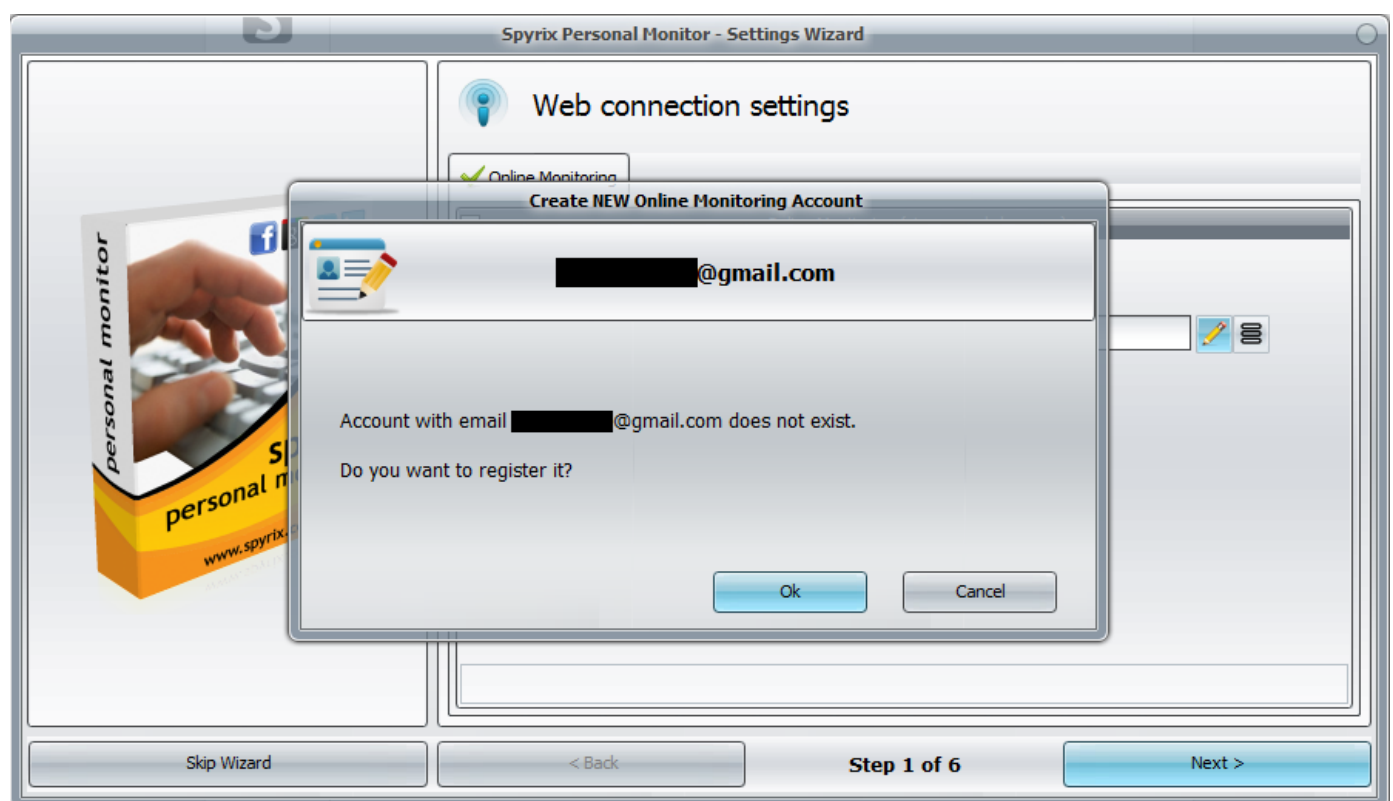 Spyrix Personal Monitor - Settings Wizard
Web connection settings
Online Monitoring
Create NEW Online Monitoring Account
@gmail.com
Account with email @gmail.com does not exist.
Do you want to register it?
Ok
Cancel
personal monitor
personal
www.spyrix.
Skip Wizard
< Back
Step 1 of 6
Next >